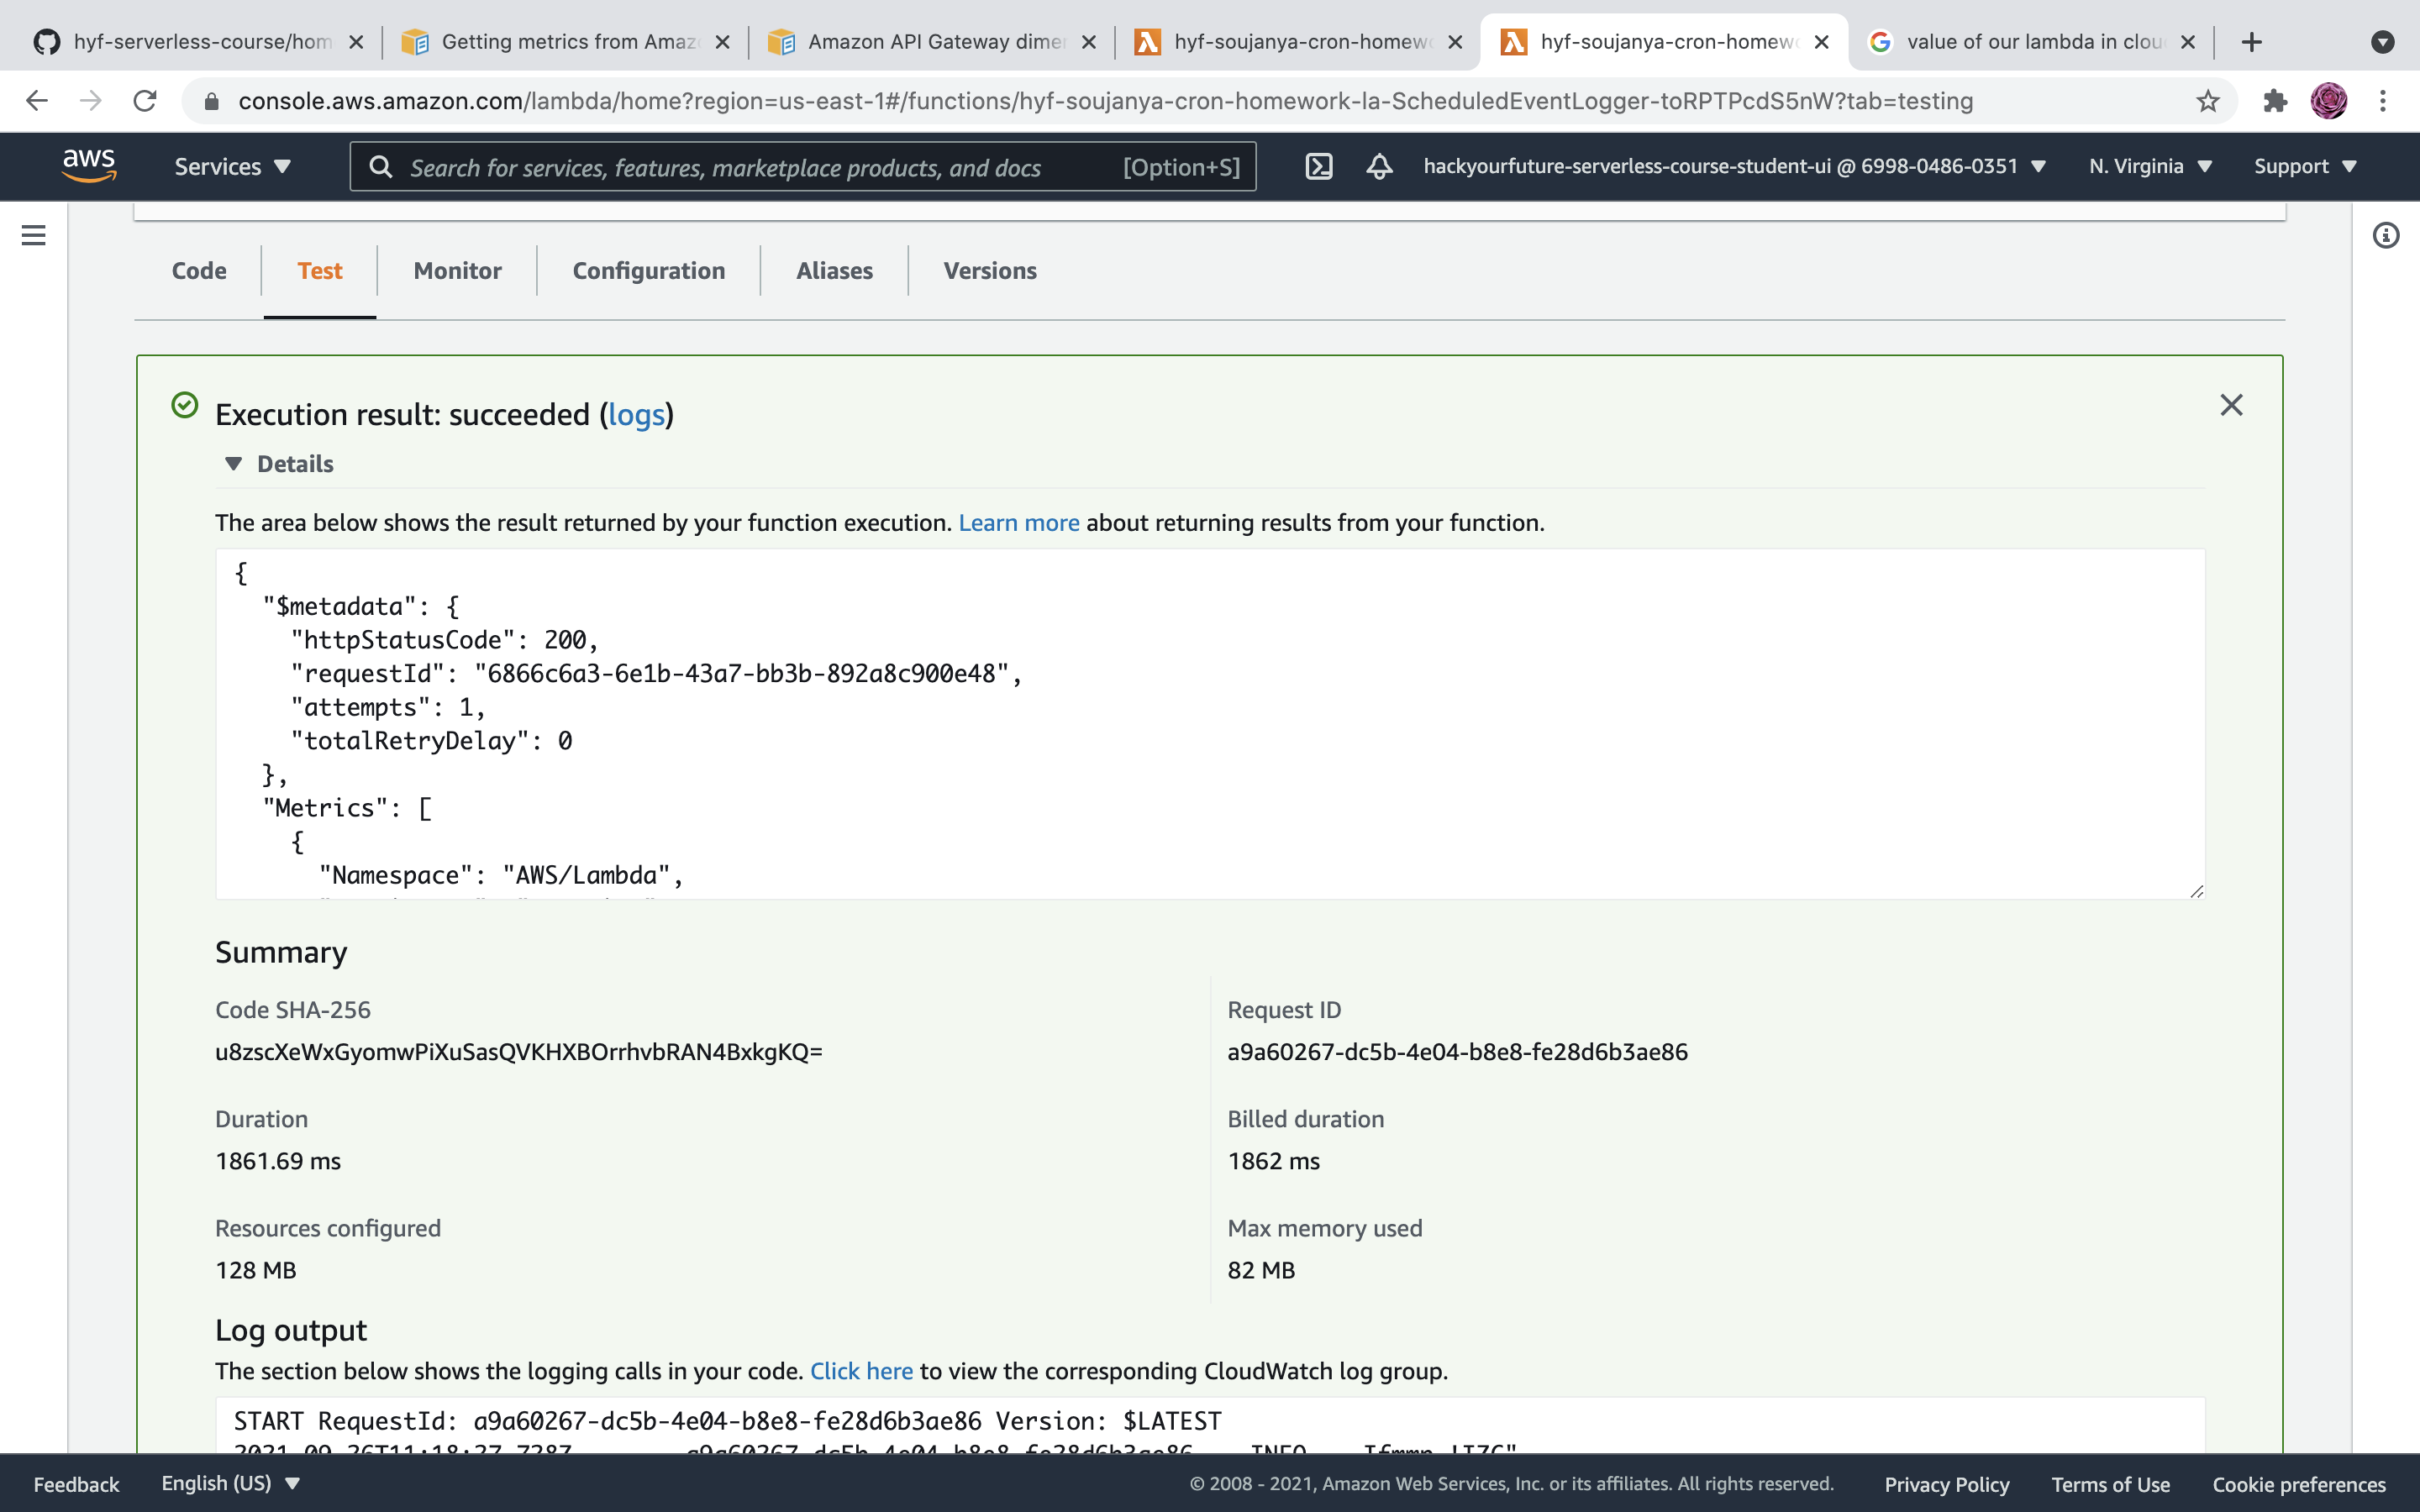 hyf-serverless-course/hom
Getting metrics from Amaz
Amazon API Gateway dimer
hyf-soujanya-cron-homewo
hyf-soujanya-cron-homewo
value of our lambda in clou
console.aws.amazon.com/lambda/home?region=us-east-1#/functions/hyf-soujanya-cron-homework-la-ScheduledEventLogger-toRPTPcdS5nW?tab=testing
aws
Services
Search for services, features, marketplace products, and docs
[Option+S]
hackyourfuture-serverless-course-student-ui @ 6998-0486-0351
N. Virginia
Support
Code
Test
Monitor
Configuration
Aliases
Versions
Execution result: succeeded (logs)
Details
The area below shows the result returned by your function execution. Learn more about returning results from your function.
{
"$metadata": {
"httpStatusCode": 200,
"requestId": "6866c6a3-6e1b-43a7-bb3b-892a8c900e48",
"attempts": 1,
"totalRetryDelay": 0
},
"Metrics": [
{
"Namespace": "AWS/Lambda",
Summary
Code SHA-256
u8zscXeWxGyomwPiXuSasQVKHXBOrrhvbRAN4BxkgKQ=
Request ID
a9a60267-dc5b-4e04-b8e8-fe28d6b3ae86
Duration
1861.69 ms
Billed duration
1862 ms
Resources configured
128 MB
Max memory used
82 MB
Log output
The section below shows the logging calls in your code. Click here to view the corresponding CloudWatch log group.
START RequestId: a9a60267-dc5b-4e04-b8e8-fe28d6b3ae86 Version: $LATEST
a9a60267-dc5b-4e04-b8e8-fe28d6b3ae86 INFO
Feedback
English (US)
© 2008 - 2021, Amazon Web Services, Inc. or its affiliates. All rights reserved.
Privacy Policy
Terms of Use
Cookie preferences